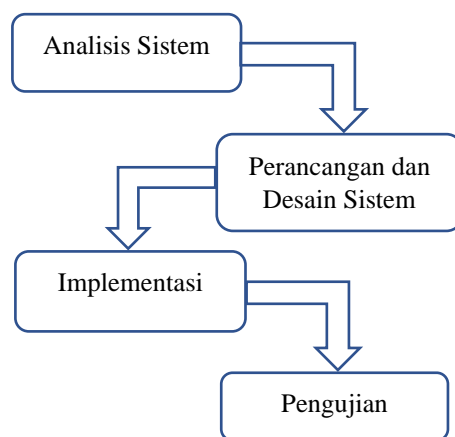 Analisis Sistem
Perancangan dan
Desain Sistem
Implementasi
Pengujian